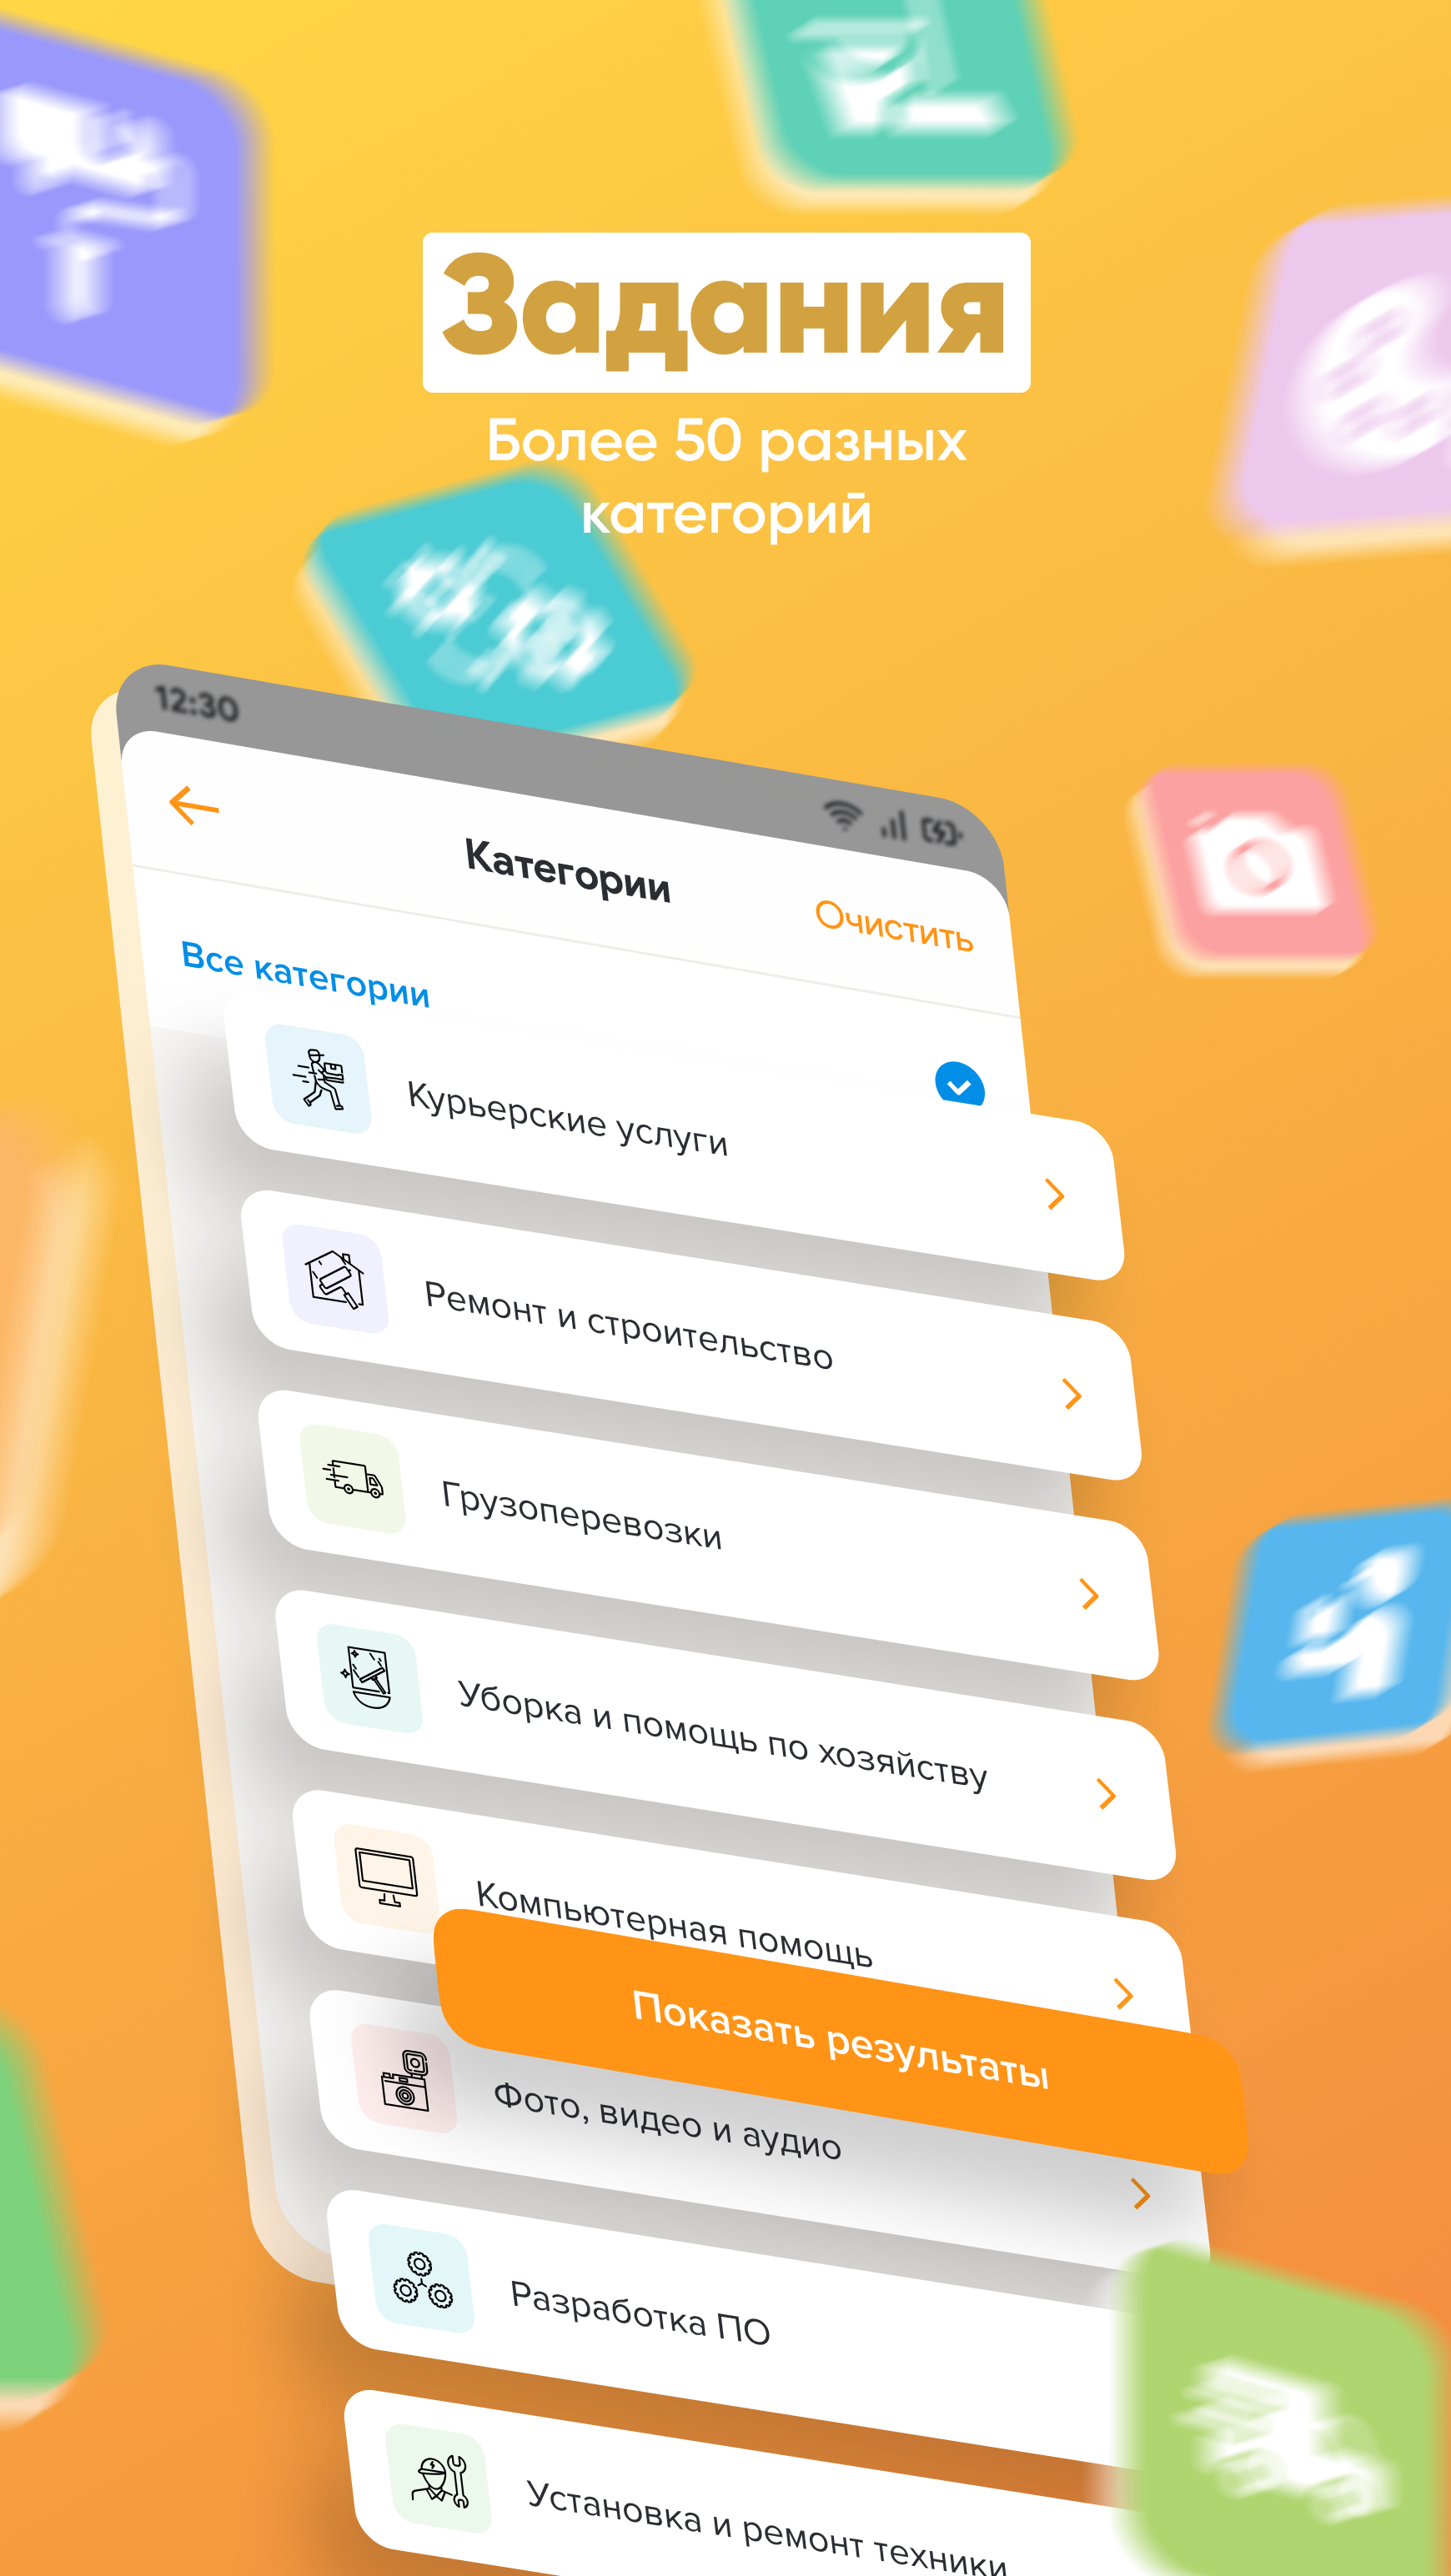 Задания
Более 50 разных
категорий
12:30
Категории
Очистить
Все категории
Курьерские услуги
Ремонт и строительство
Грузоперевозки
Уборка и помощь по хозяйству
Компьютерная помощь
Показать результаты
Фото, видео и аудио
Разработка ПО
Установка и ремонт техники